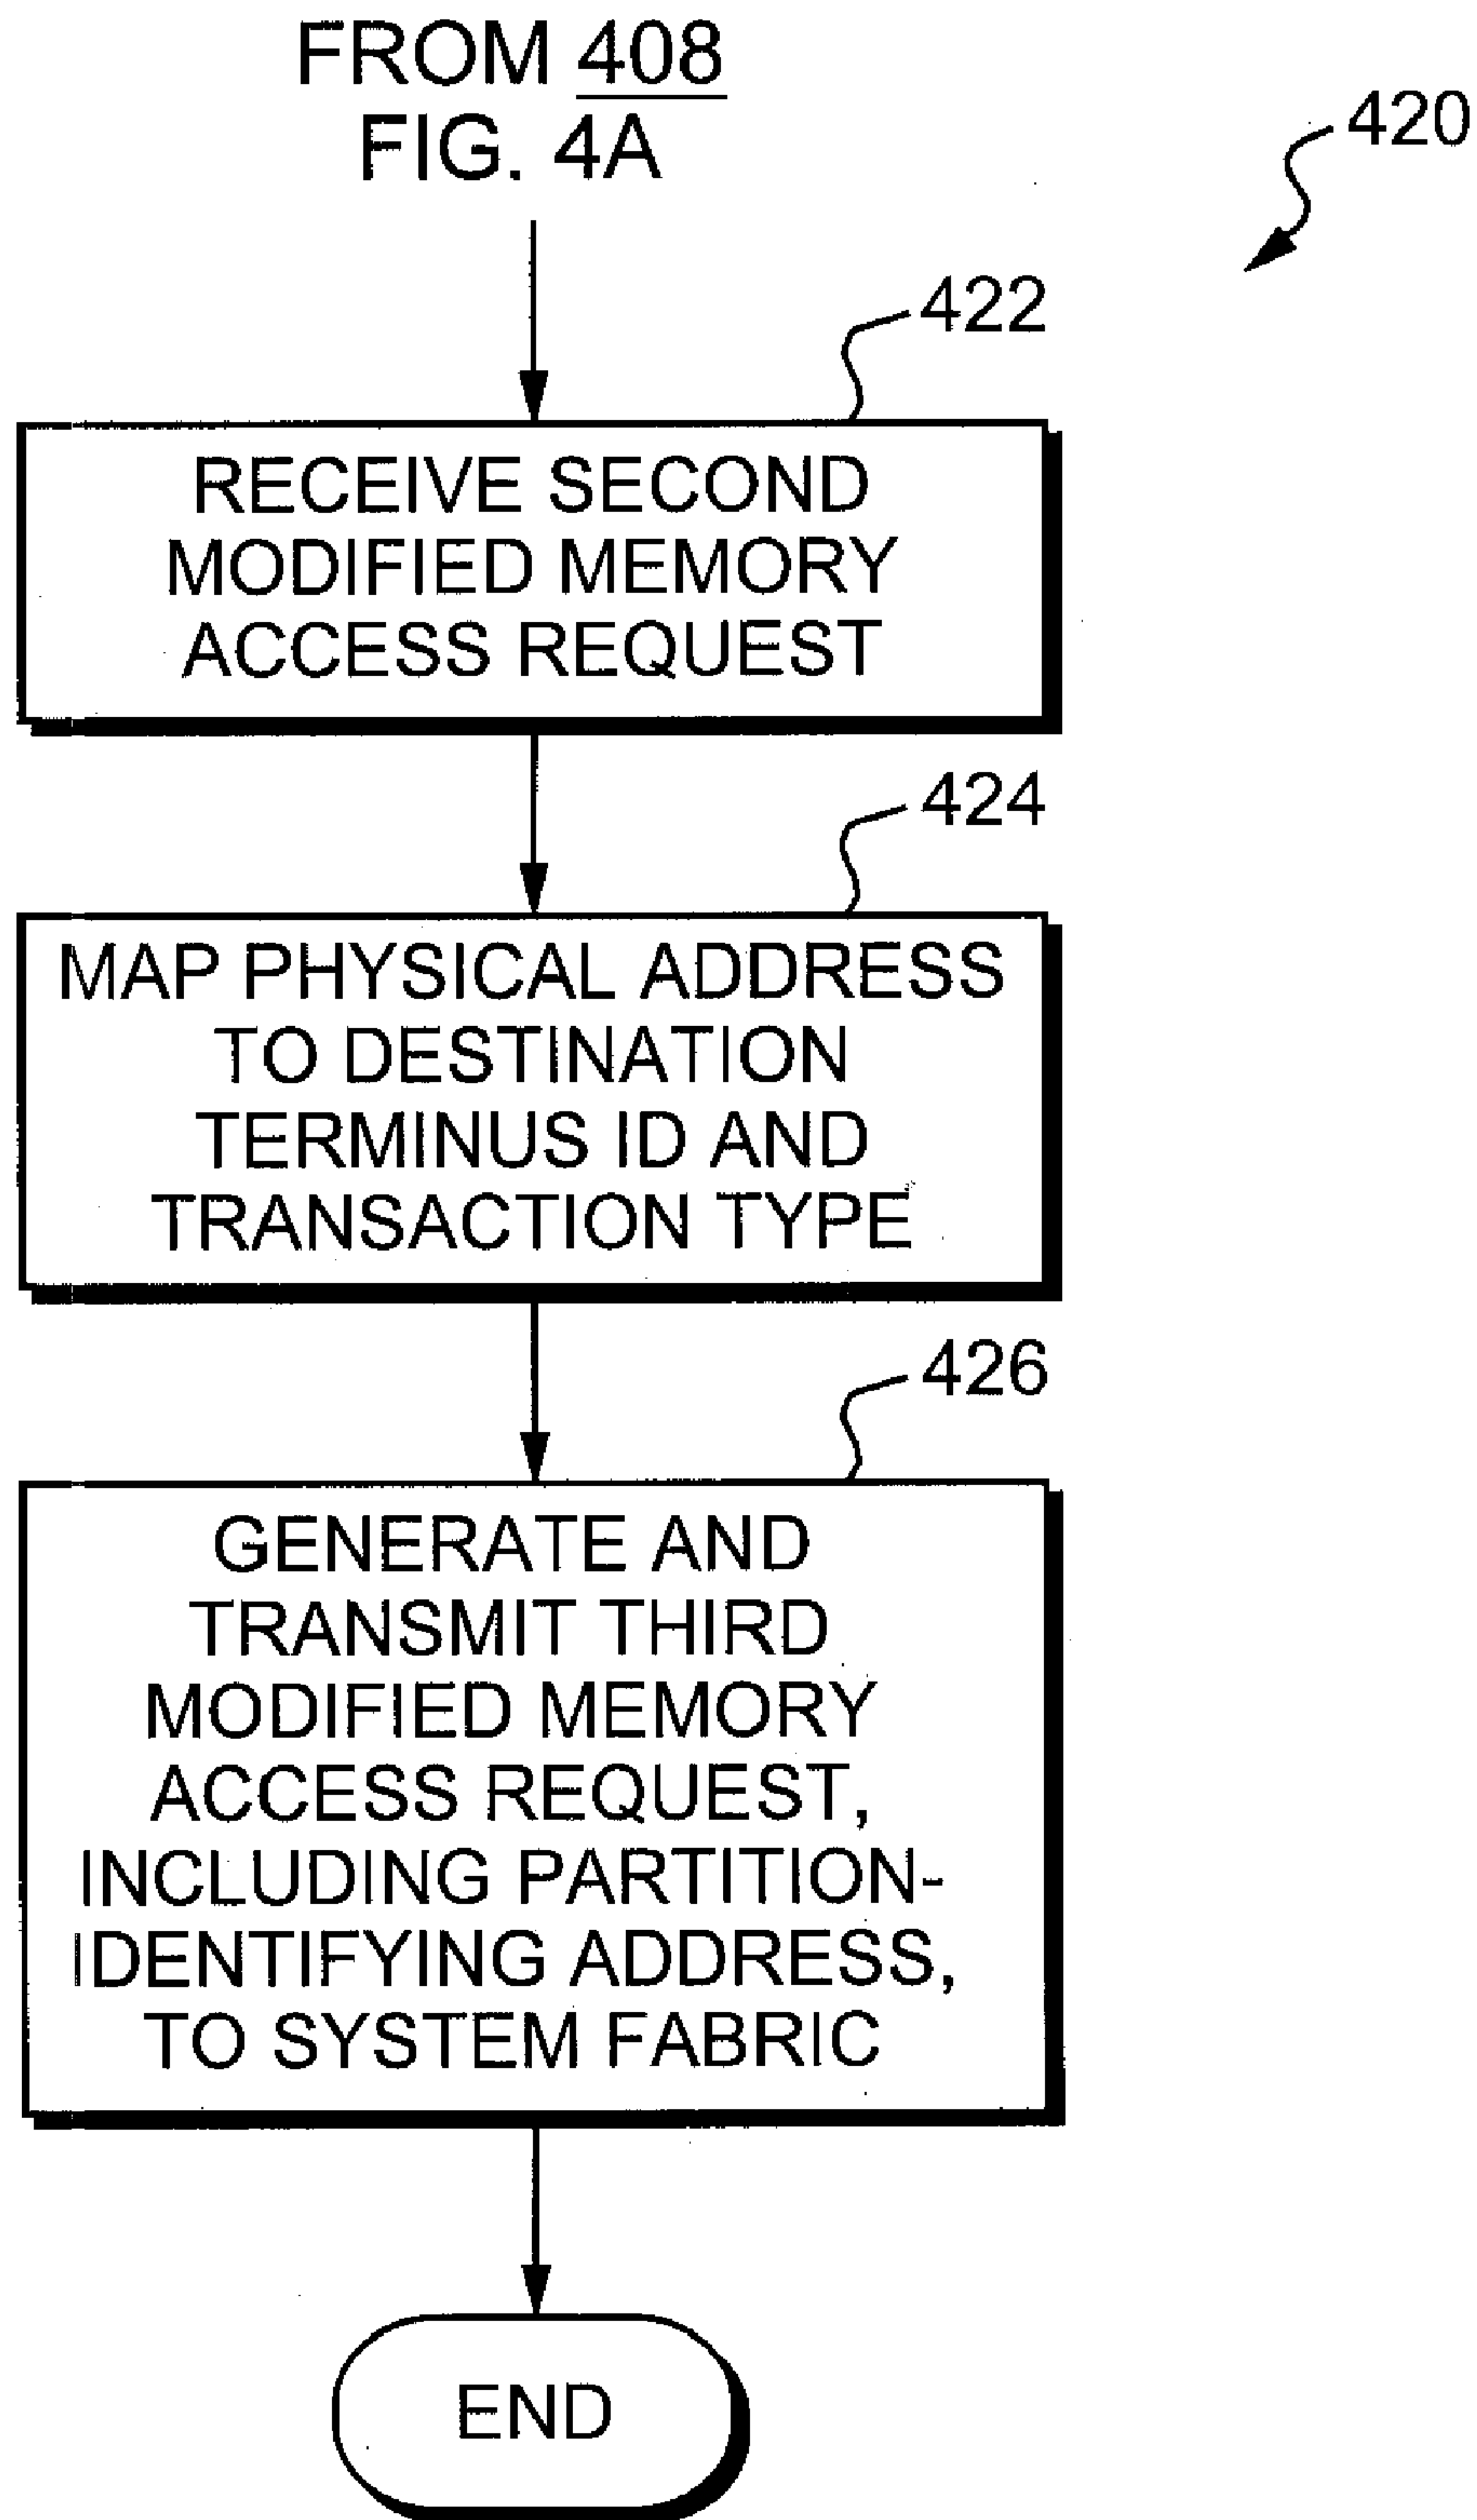 FROM 408
FIG. 4A
420
422
RECEIVE SECOND
MODIFIED MEMORY
ACCESS REQUEST
424
MAP PHYSICAL ADDRESS
TO DESTINATION
TERMINUS ID AND
TRANSACTION TYPE
426
GENERATE AND
TRANSMIT THIRD
MODIFIED MEMORY
ACCESS REQUEST,
INCLUDING PARTITION-
IDENTIFYING ADDRESS,
TO SYSTEM FABRIC
END